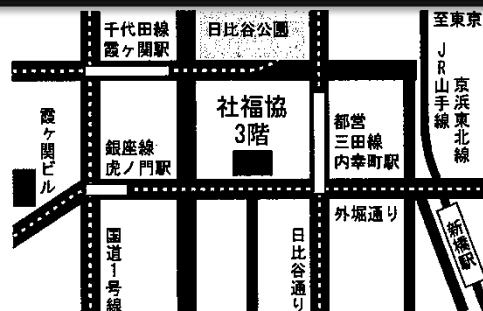 千代田線
霞ヶ関駅
日比谷公園
至東京
JR山手線
京浜東北線
霞ヶ関ビル
銀座線
虎ノ門駅
社福協
3階
都営
三田線
内幸町駅
外堀通り
新橋駅
国道1号線
日比谷通り